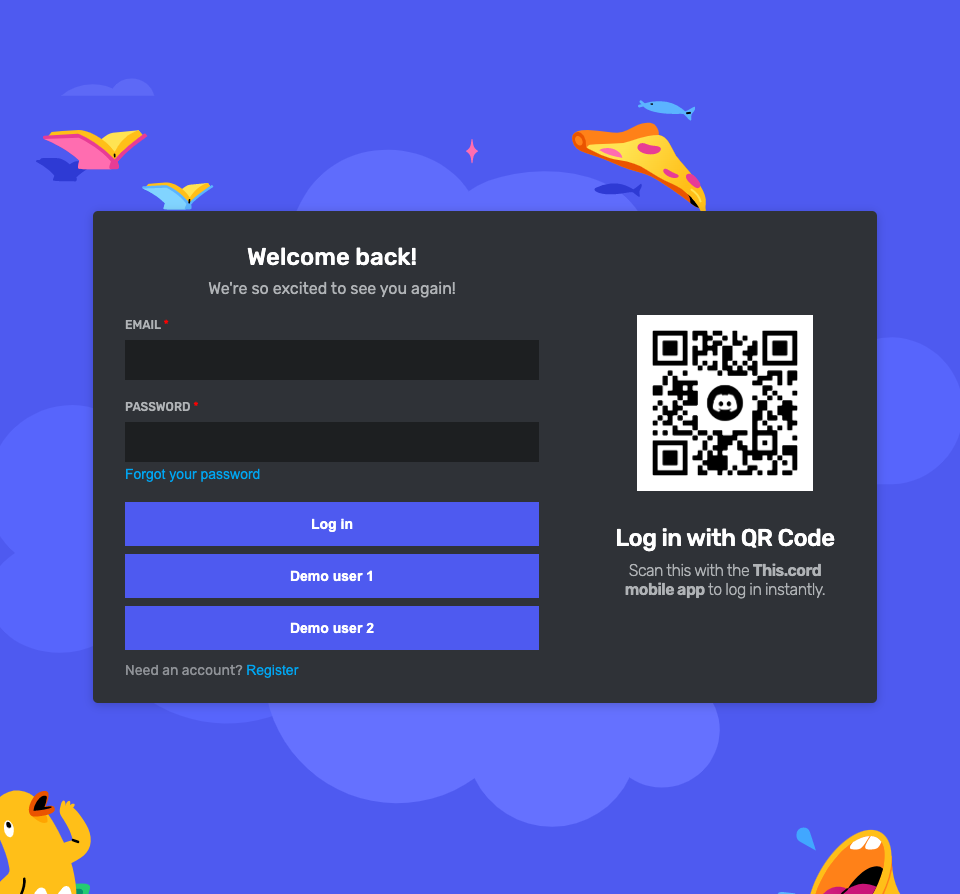 Welcome back!
We're so excited to see you again!
EMAIL *
PASSWORD *
Forgot your password
Log in
Demo user 1
Demo user 2
Need an account? Register
Log in with QR Code
Scan this with the This.cord
mobile app to log in instantly.